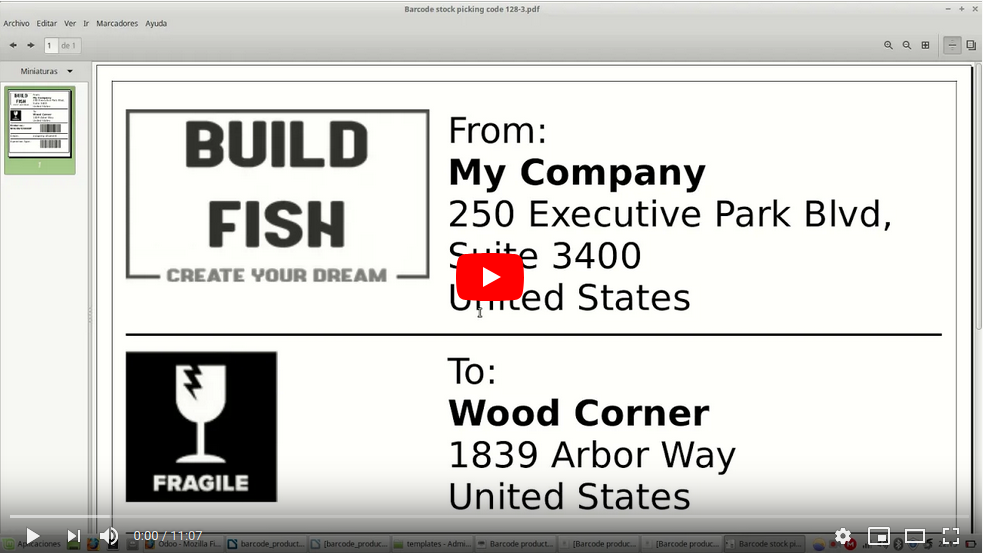 Barcode stock picking code 128-3.pdf
Archivo Editar Ver Ir Marcadores Ayuda
1 de 1
Miniaturas
1
BUILD
FISH
CREATE YOUR DREAM
From:
My Company
250 Executive Park Blvd,
Suite 3400
United States
FRAGILE
To:
Wood Corner
1839 Arbor Way
United States
0:00 / 11:07
Aplicaciones Odoo - Mozilla Fi... barcode_product... [barcode_produc... templates - Admi... Barcode product... [Barcode produc... [Barcode produc... Barcode stock pi...